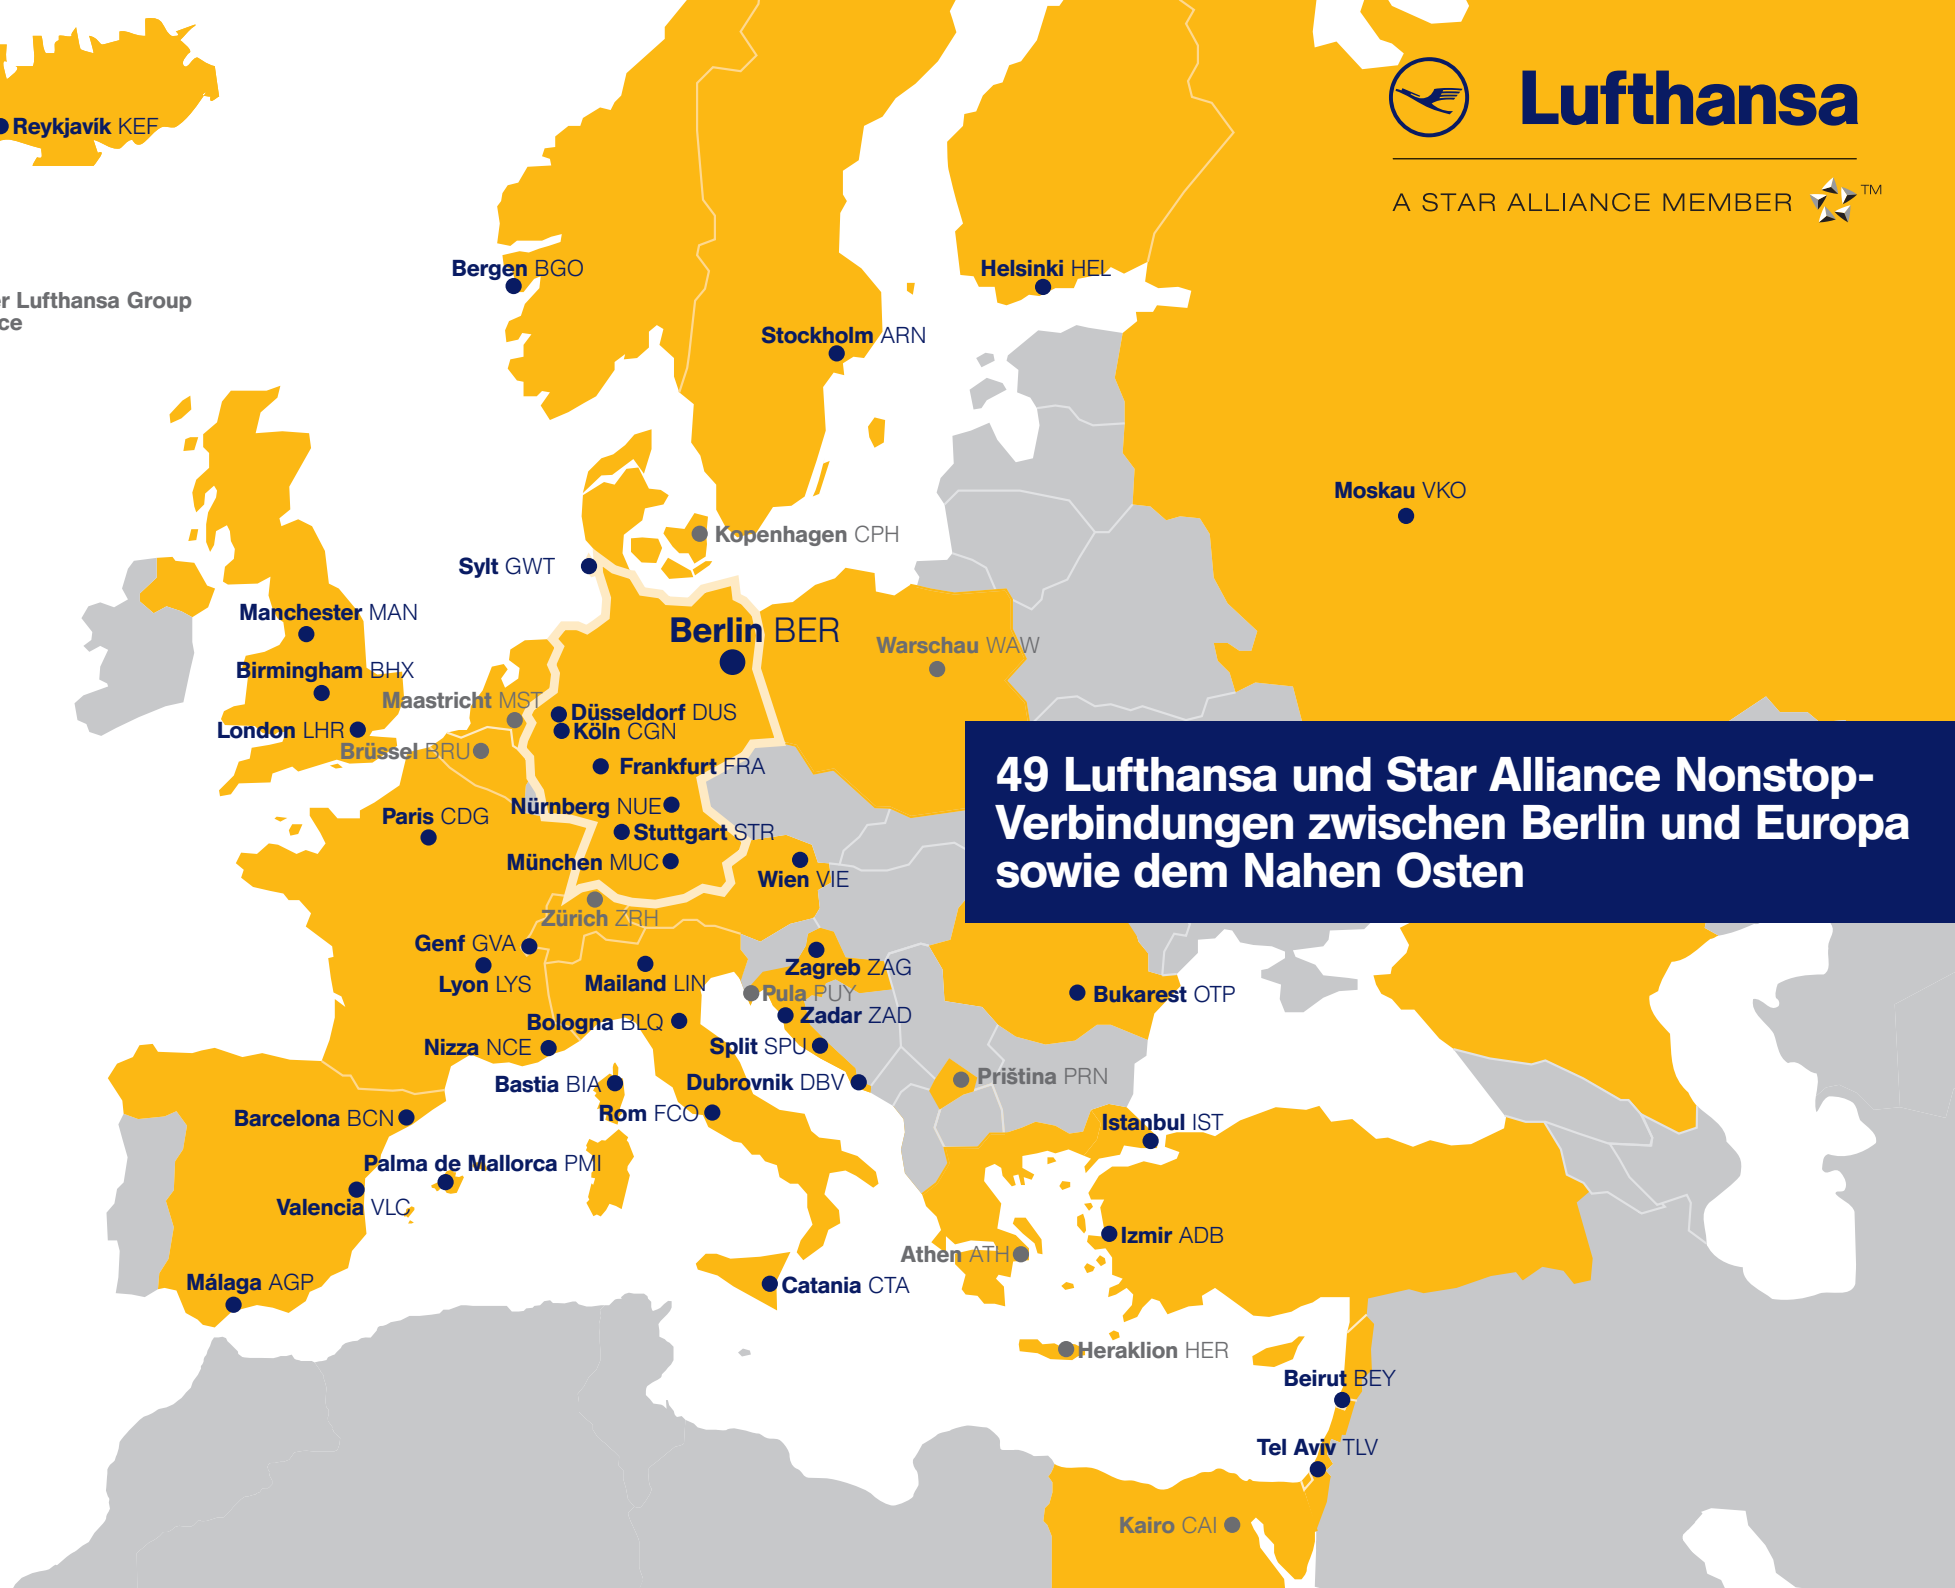 Lufthansa
A STAR ALLIANCE MEMBER TM
Reykjavík KEF
Bergen BGO
Helsinki HEL
r Lufthansa Group
ce
Stockholm ARN
Moskau VKO
Kopenhagen CPH
Sylt GWT
Manchester MAN
Berlin BER
Warschau WAW
Birmingham BHX
Maastricht MST
Düsseldorf DUS
London LHR
Köln CGN
Brüssel BRU
Frankfurt FRA
49 Lufthansa und Star Alliance Nonstop-
Verbindungen zwischen Berlin und Europa
sowie dem Nahen Osten
Nürnberg NUE
Paris CDG
Stuttgart STR
München MUC
Wien VIE
Zürich ZRH
Genf GVA
Zagreb ZAG
Lyon LYS
Mailand LIN
Pula PUY
Bukarest OTP
Zadar ZAD
Bologna BLQ
Nizza NCE
Split SPU
Priština PRN
Bastia BIA
Dubrovnik DBV
Rom FCO
Barcelona BCN
Istanbul IST
Palma de Mallorca PMI
Valencia VLC
Izmir ADB
Athen ATH
Málaga AGP
Catania CTA
Heraklion HER
Beirut BEY
Tel Aviv TLV
Kairo CAI